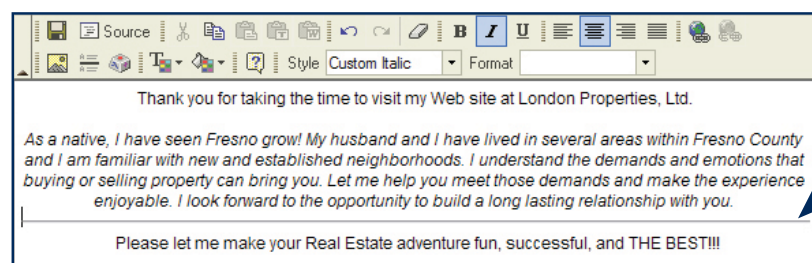 Source B I U
Style Custom Italic Format
Thank you for taking the time to visit my Web site at London Properties, Ltd.
As a native, I have seen Fresno grow! My husband and I have lived in several areas within Fresno County
and I am familiar with new and established neighborhoods. I understand the demands and emotions that
buying or selling property can bring you. Let me help you meet those demands and make the experience
enjoyable. I look forward to the opportunity to build a long lasting relationship with you.
Please let me make your Real Estate adventure fun, successful, and THE BEST!!!